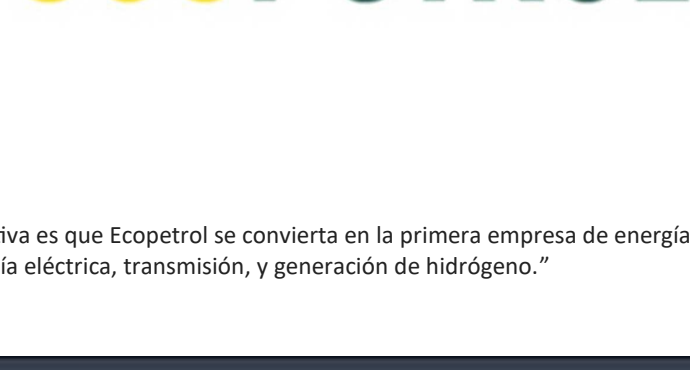 iva es que Ecopetrol se convierta en la primera empresa de energía
ía eléctrica, transmisión, y generación de hidrógeno.”